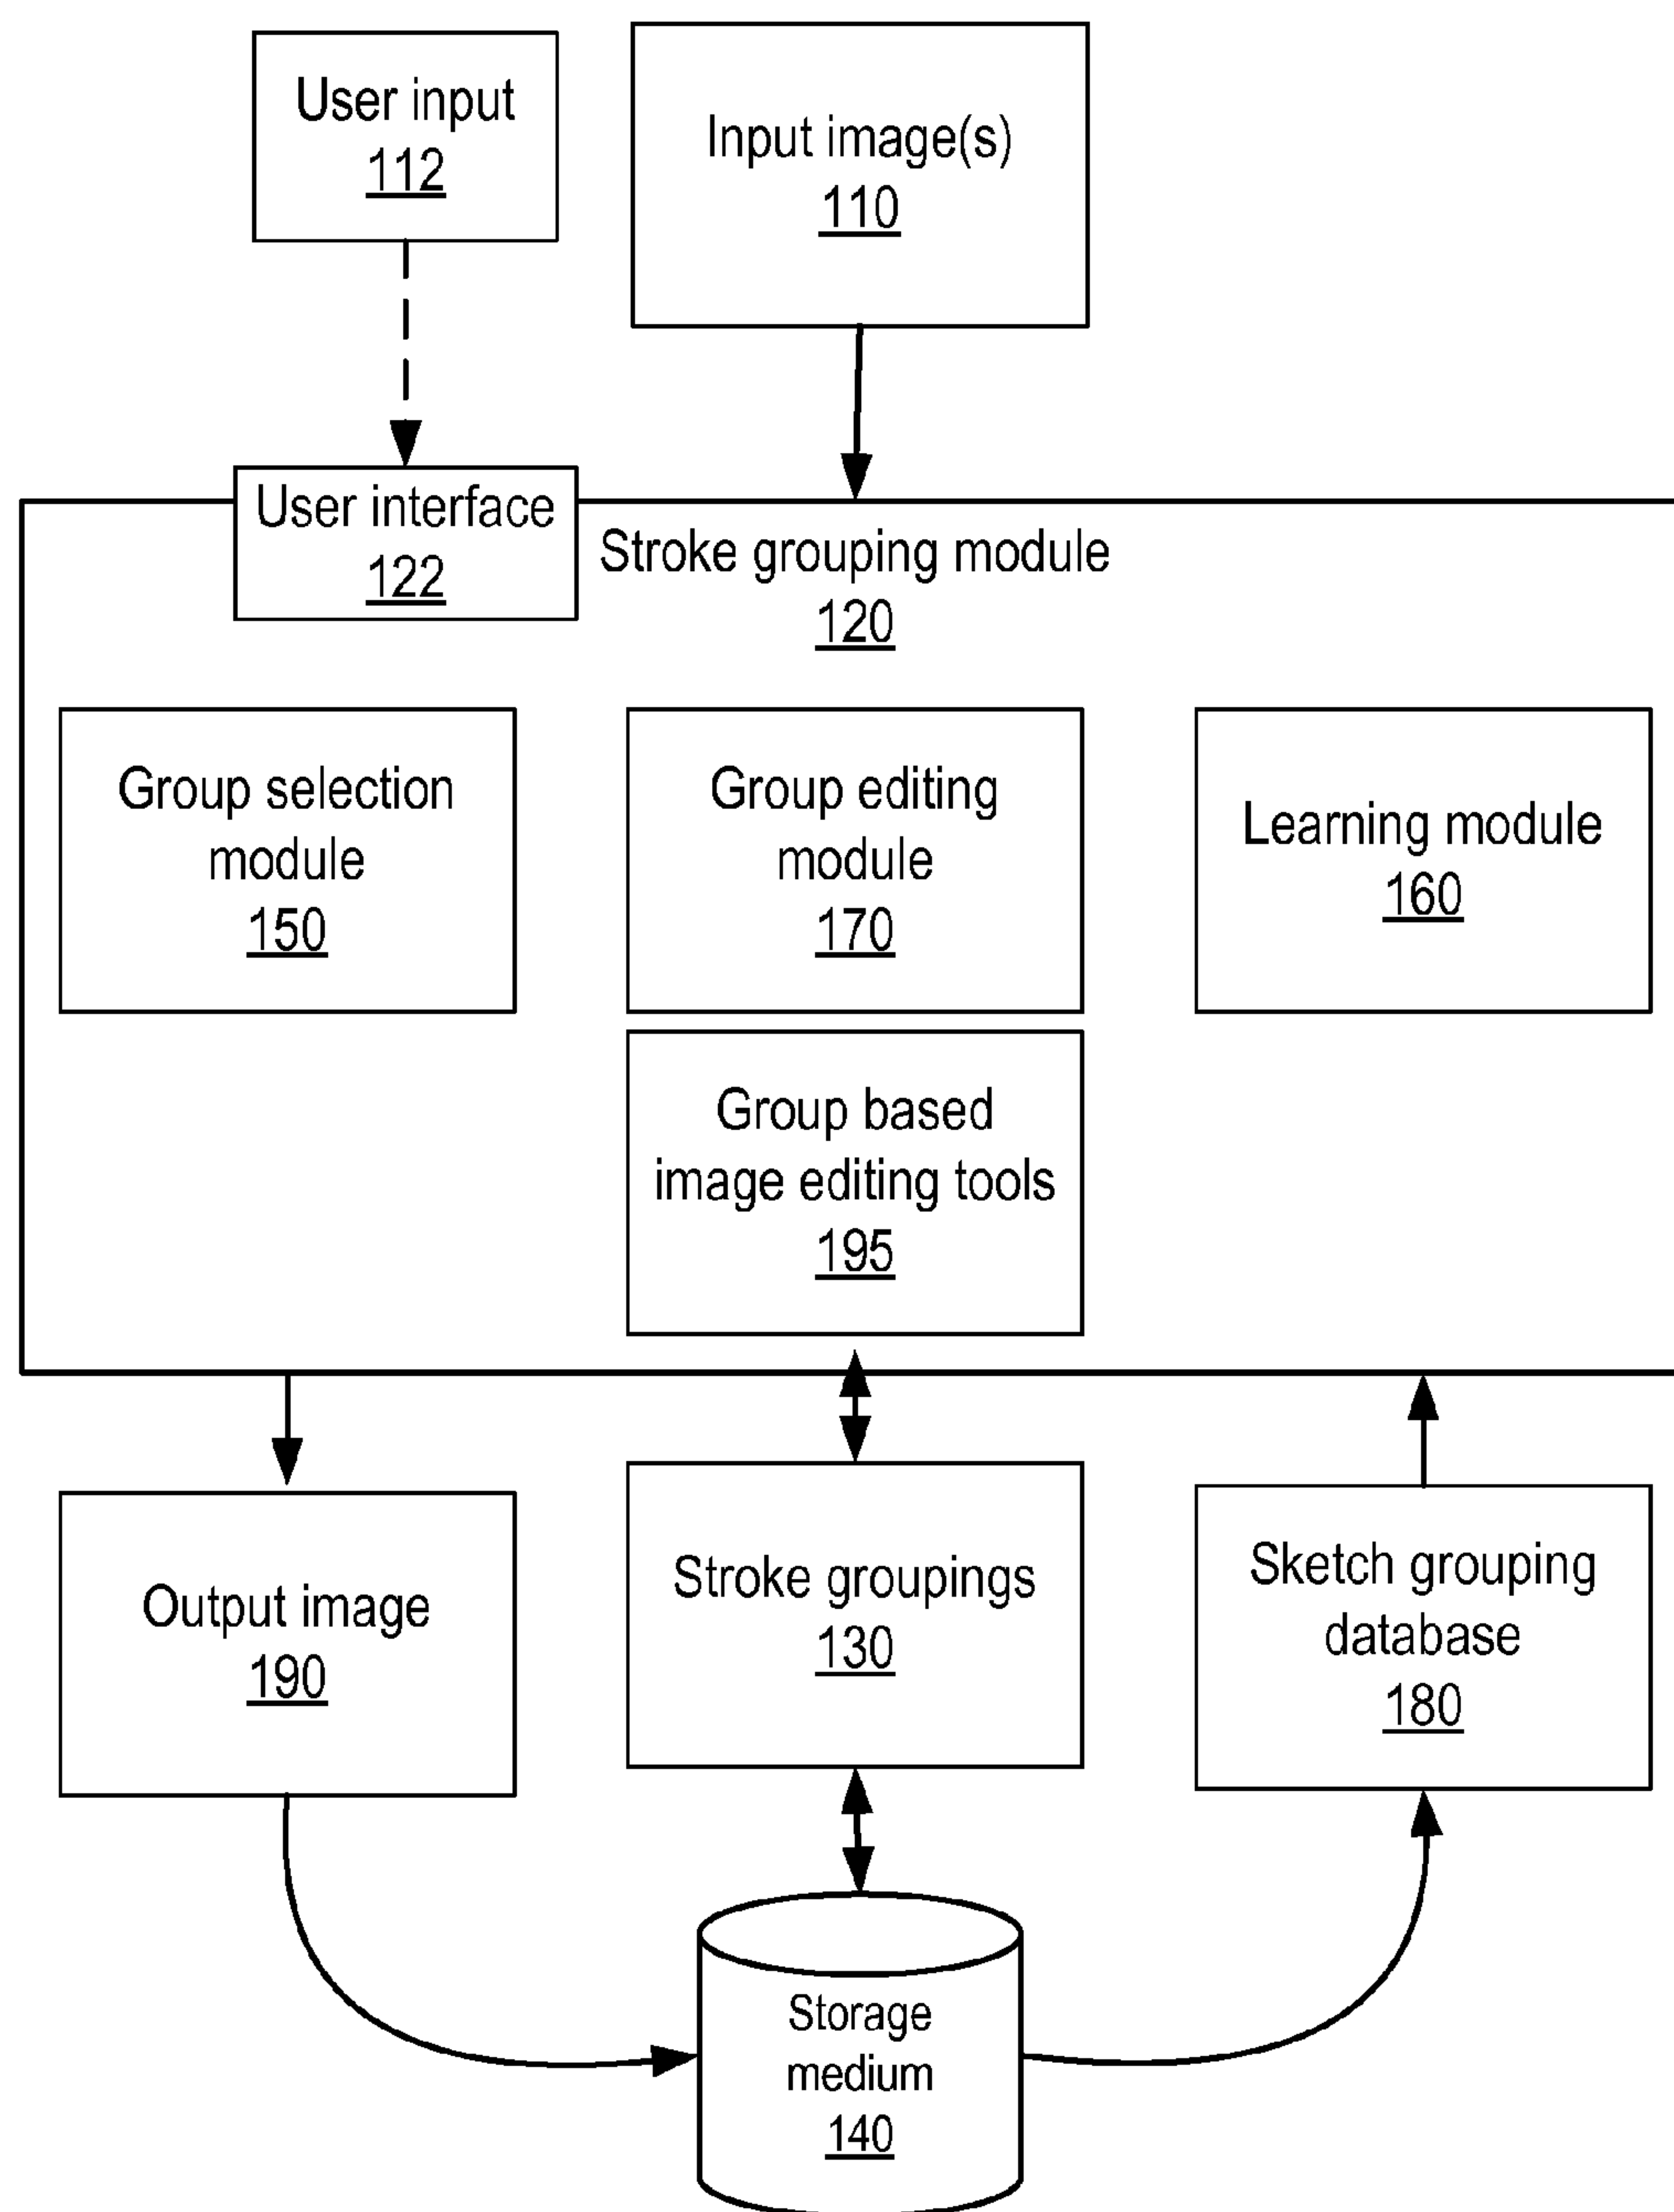 User input
112
Input image(s)
110
User interface
122
Stroke grouping module
120
Group selection
module
150
Group editing
module
170
Learning module
160
Group based
image editing tools
195
Output image
190
Stroke groupings
130
Sketch grouping
database
180
Storage
medium
140